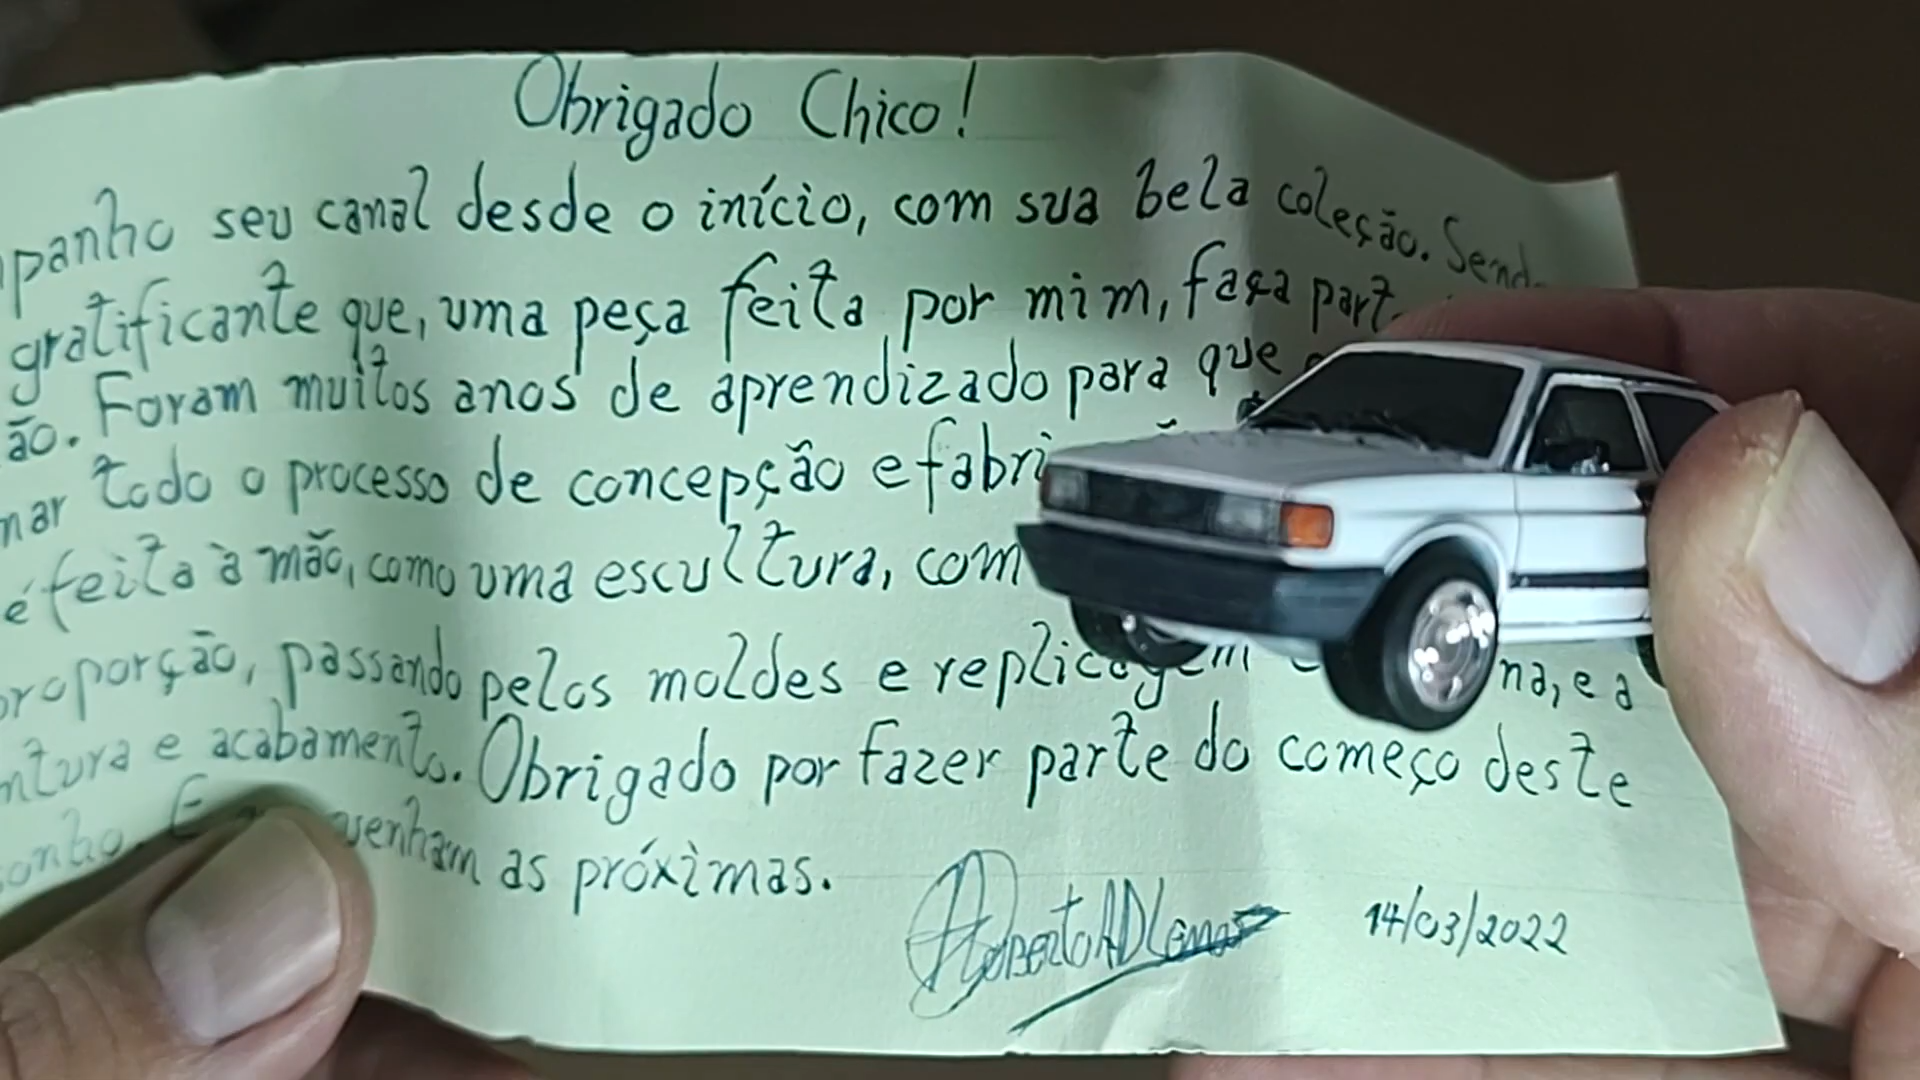 Obrigado Chico!
panho seu canal desde o início, com sua bela coleção. Send
gratificante que, uma peça feita por mim, faça part
ão. Foram muitos anos de aprendizado para que
nar todo o processo de concepção e fabri
é feita à mão, como uma escultura, com
proporção, passando pelos moldes e replicagem na, e a
ntura e acabamento. Obrigado por fazer parte do começo deste
sonho. E venham as próximas.
14/03/2022